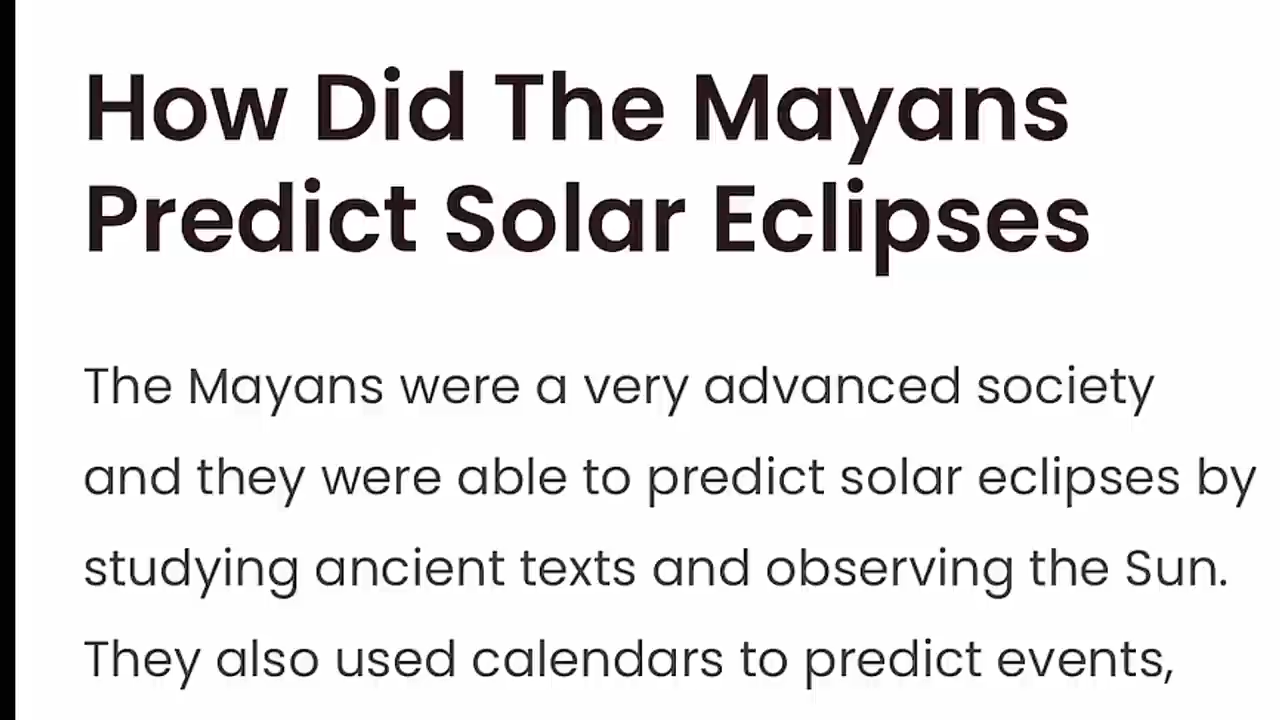 How Did The Mayans
Predict Solar Eclipses
The Mayans were a very advanced society
and they were able to predict solar eclipses by
studying ancient texts and observing the Sun.
They also used calendars to predict events,